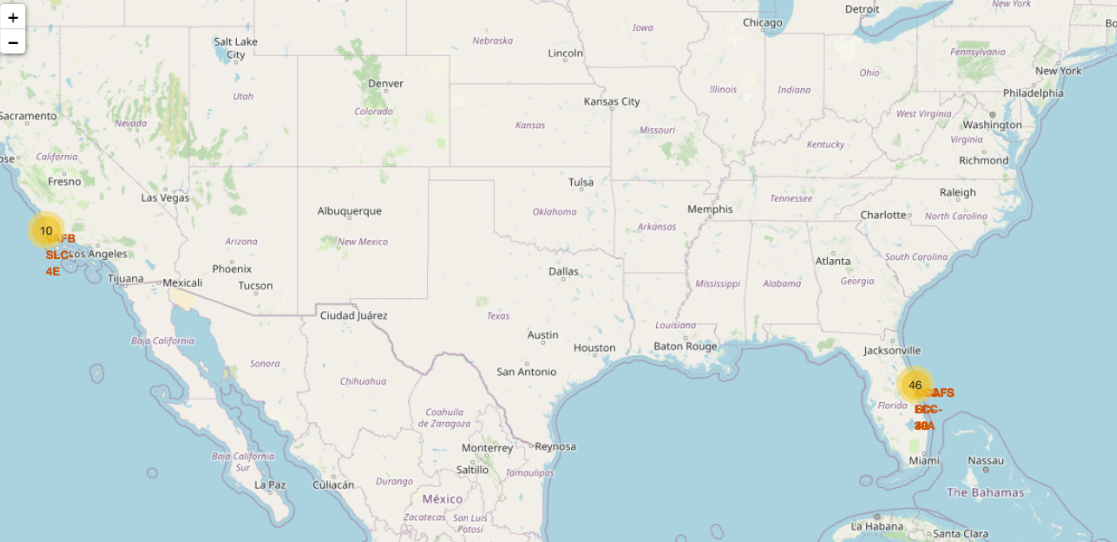 +
−
Chicago
Detroit
New York
Salt Lake
City
Nebraska
Iowa
Lincoln
Pennsylvania
New York
Denver
Utah
Colorado
Illinois
Indiana
Ohio
Philadelphia
Kansas City
Sacramento
Nevada
Kansas
Missouri
West Virginia
Washington
Virginia
California
Kentucky
Richmond
Fresno
Las Vegas
Tulsa
Memphis
Tennessee
Raleigh
Albuquerque
Oklahoma
Charlotte
North Carolina
10
VAFB
SLC-
4E
Los Angeles
Arizona
New Mexico
Arkansas
Atlanta
South Carolina
Phoenix
Tucson
Dallas
Mississippi
Alabama
Georgia
Tijuana
Mexicali
Ciudad Juárez
Texas
Louisiana
Baja California
Austin
Houston
Baton Rouge
Jacksonville
Sonora
San Antonio
Chihuahua
46
AFS
Florida
Coahuila
de Zaragoza
Monterrey
Reynosa
Miami
Nassau
Baja California
Sur
Saltillo
Tamaulipas
La Paz
Culiacán
Durango
México
The Bahamas
Zacatecas
San Luis
Potosí
La Habana
Santa Clara